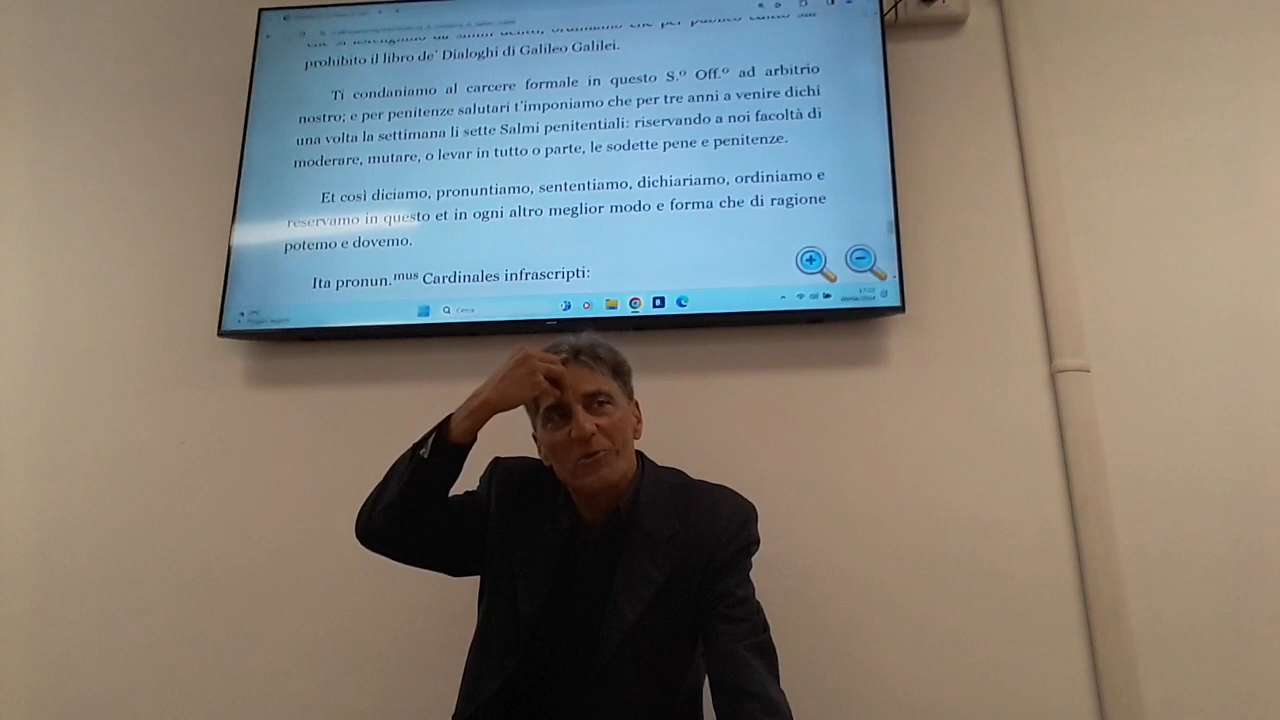 prohibito il libro de' Dialoghi di Galileo Galilei.
Ti condaniamo al carcere formale in questo S.º Off.º ad arbitrio
nostro; e per penitenze salutari t'imponiamo che per tre anni a venire dichi
una volta la settimana li sette Salmi penitentiali: riservando a noi facoltà di
moderare, mutare, o levar in tutto o parte, le sodette pene e penitenze.
Et così diciamo, pronuntiamo, sententiamo, dichiariamo, ordiniamo e
reservamo in questo et in ogni altro meglior modo e forma che di ragione
potemo e dovemo.
Ita pronun.mus Cardinales infrascripti:
Cerca